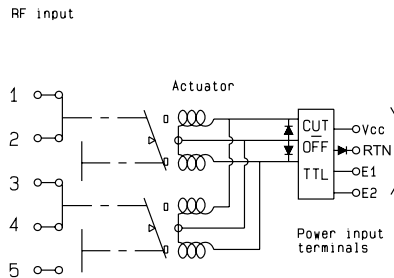 RF input
Actuator
1
2
3
4
5
CUT
OFF
TTL
Vcc
RTN
E1
E2
Power input
terminals